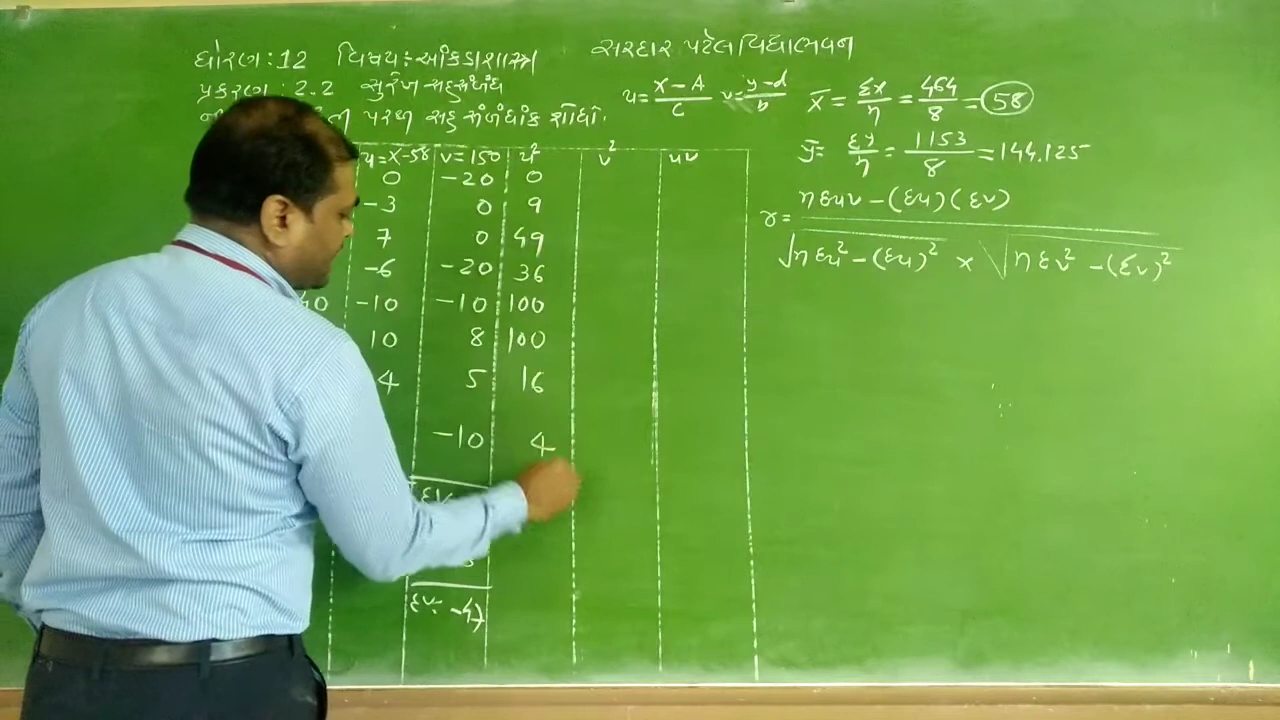 ધોરણ : 12 વિષય : આંકડાશાસ્ત્ર સરદાર પટેલ વિદ્યાભવન
પ્રકરણ : 2.2 સુરેખ સહસંબંધ
પરથી સહસંબંધાંક શોધો.
u = x - A / c v = y - d / b
x̄ = Σx / n = 464 / 8 = 58
ȳ = Σy / n = 1153 / 8 = 144.125
r = nΣuv - (Σu)(Σv) / √nΣu² - (Σu)² × √nΣv² - (Σv)²
u = x - 58 v = 150 u² v² uv
0 -20 0
-3 0 9
7 0 49
-6 -20 36
40 -10 -10 100
10 8 100
4 5 16
-10 4
Σv
Σv = -47